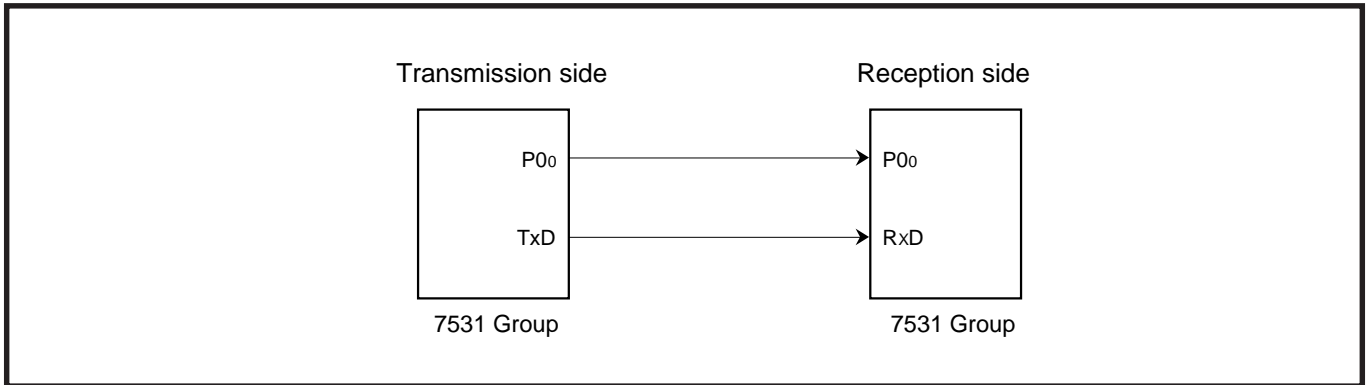 Transmission side Reception side
P0₀ P0₀
TxD RxD
7531 Group 7531 Group